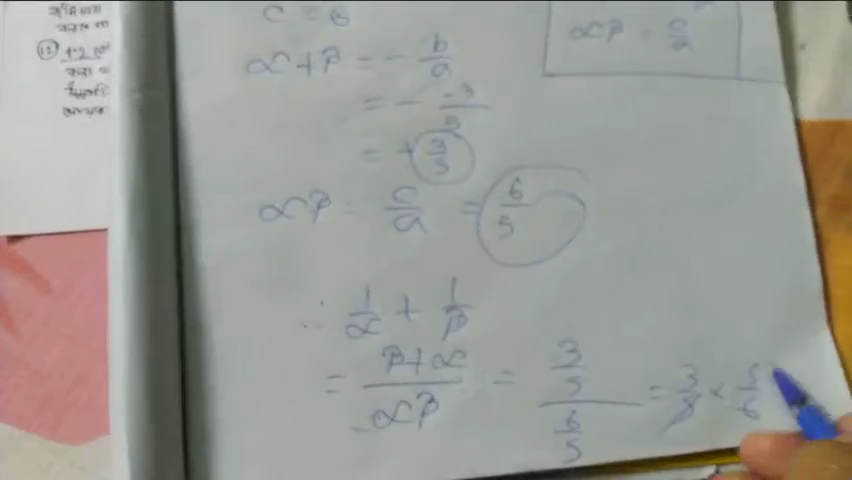 c = 6
αβ = c/a
α+β = - b/a
= - -3/5
= + 3/5
αβ = c/a = 6/5
∴ 1/α + 1/β
= β+α/αβ = 3/5/6/5 = 3/5 × 5/6